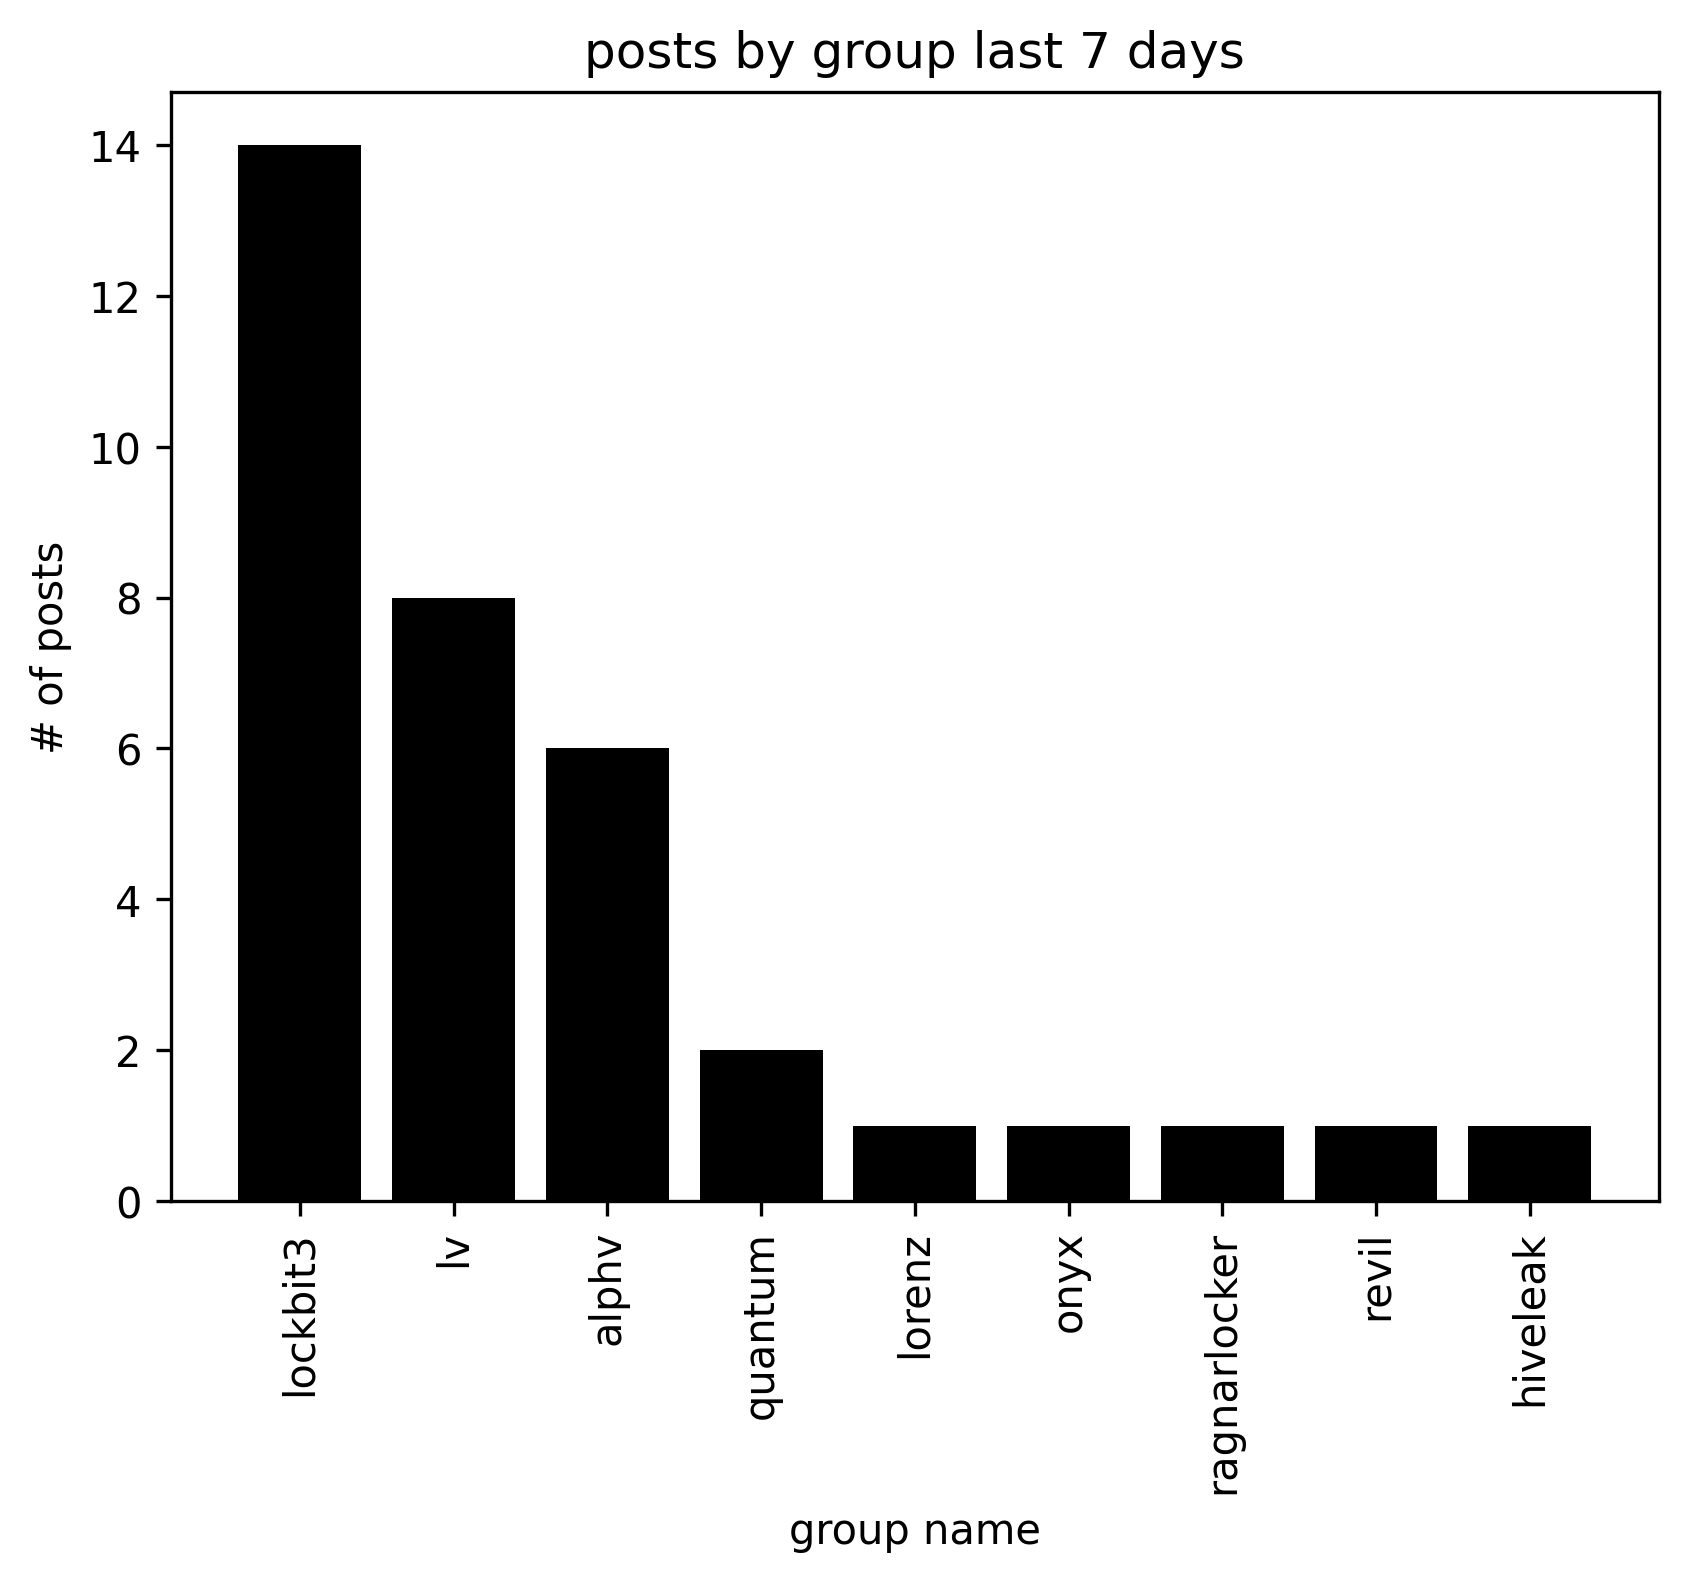 posts by group last 7 days
14
12
10
8
6
4
2
0
# of posts
lockbit3
lv
alphv
quantum
lorenz
onyx
ragnarlocker
revil
hiveleak
group name